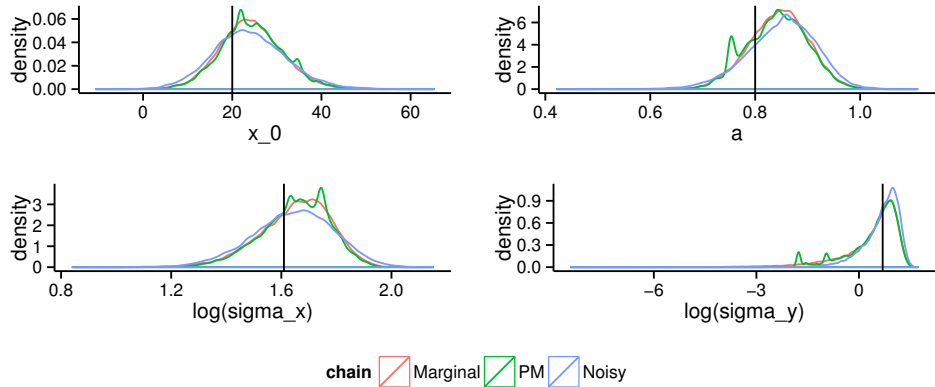 density
0.06
0.04
0.02
0.00
0 20 40 60
x_0
density
6
4
2
0
0.4 0.6 0.8 1.0
a
density
3
2
1
0
0.8 1.2 1.6 2.0
log(sigma_x)
density
0.9
0.6
0.3
0.0
−6 −3 0
log(sigma_y)
chain Marginal PM Noisy